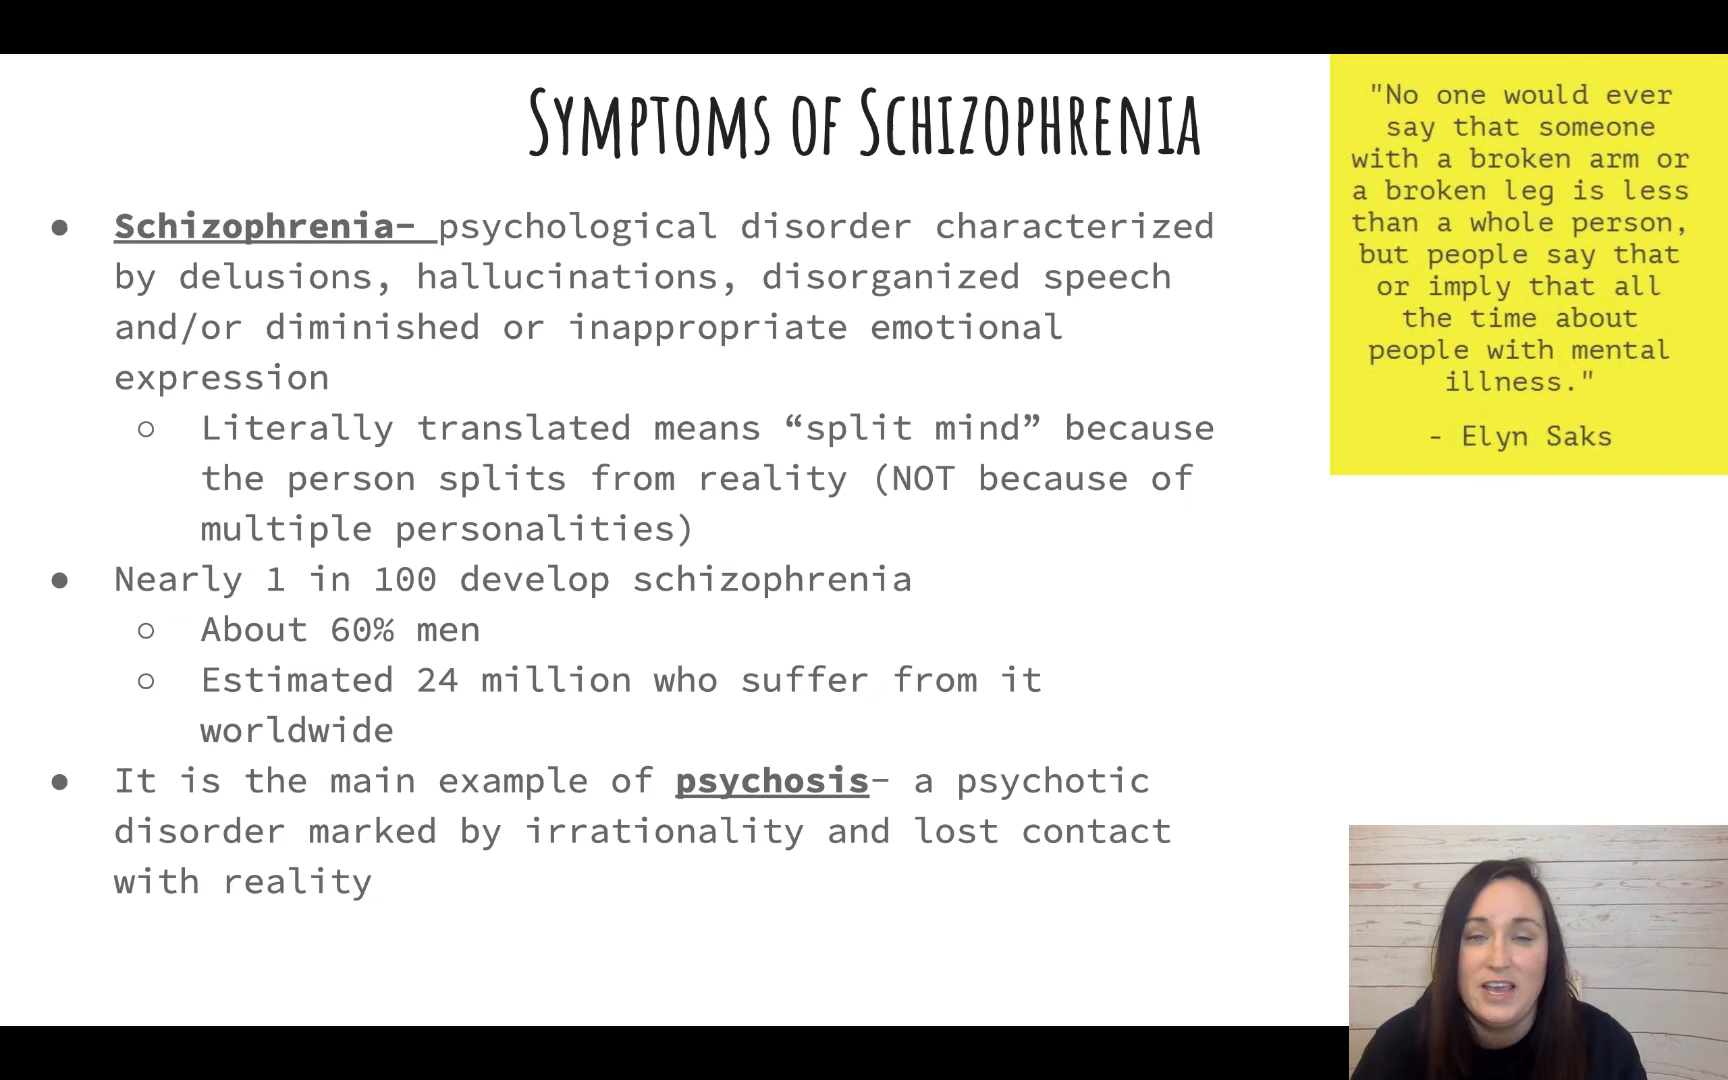 Symptoms of Schizophrenia
● Schizophrenia- psychological disorder characterized
by delusions, hallucinations, disorganized speech
and/or diminished or inappropriate emotional
expression
○ Literally translated means “split mind” because
the person splits from reality (NOT because of
multiple personalities)
● Nearly 1 in 100 develop schizophrenia
○ About 60% men
○ Estimated 24 million who suffer from it
worldwide
● It is the main example of psychosis- a psychotic
disorder marked by irrationality and lost contact
with reality
"No one would ever
say that someone
with a broken arm or
a broken leg is less
than a whole person,
but people say that
or imply that all
the time about
people with mental
illness."
- Elyn Saks